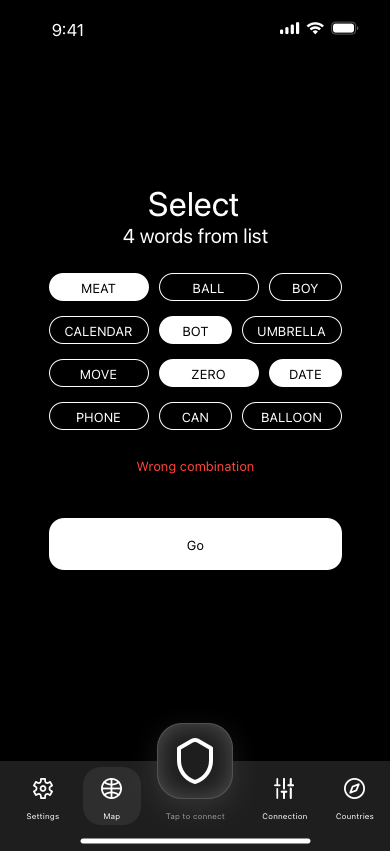 9:41
Select
4 words from list
MEAT BALL BOY
CALENDAR BOT UMBRELLA
MOVE ZERO DATE
PHONE CAN BALLOON
Wrong combination
Go
Settings Map Tap to connect Connection Countries